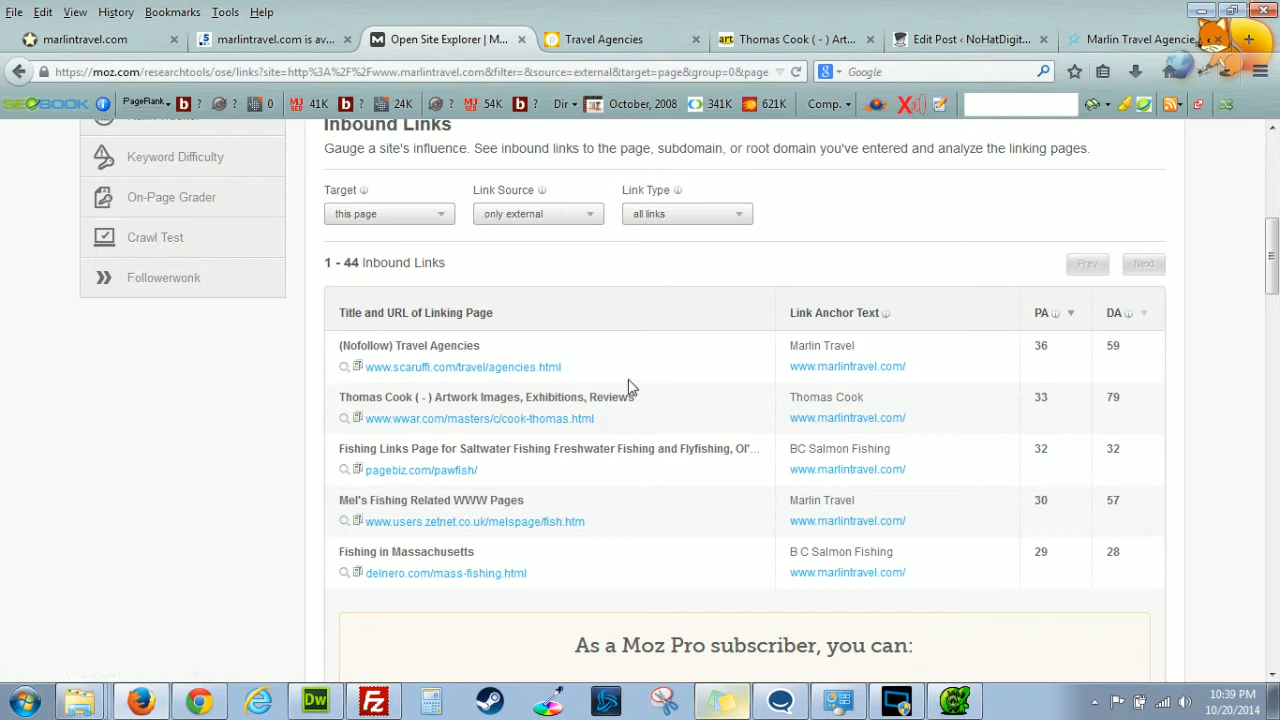 File Edit View History Bookmarks Tools Help
marlintravel.com × marlintravel.com is av... × Open Site Explorer | M... × Travel Agencies × Thomas Cook ( - ) Art... × Edit Post ‹ NoHatDigit... × Marlin Travel Agencie,
https://moz.com/researchtools/ose/links?site=http%3A%2F%2Fwww.marlintravel.com&filter=&source=external&target=page&group=0&page Google
SEOBOOK PageRank ? ? 0 41K ? 24K ? 54K ? Dir October, 2008 341K 621K Comp.
Keyword Difficulty
On-Page Grader
Crawl Test
Followerwonk
Inbound Links
Gauge a site's influence. See inbound links to the page, subdomain, or root domain you've entered and analyze the linking pages.
Target Link Source Link Type
this page only external all links
1 - 44 Inbound Links Prev Next
Title and URL of Linking Page Link Anchor Text PA DA
(Nofollow) Travel Agencies Marlin Travel 36 59
www.scaruffi.com/travel/agencies.html www.marlintravel.com/
Thomas Cook ( - ) Artwork Images, Exhibitions, Reviews Thomas Cook 33 79
www.wwar.com/masters/c/cook-thomas.html www.marlintravel.com/
Fishing Links Page for Saltwater Fishing Freshwater Fishing and Flyfishing, Ol'... BC Salmon Fishing 32 32
pagebiz.com/pawfish/ www.marlintravel.com/
Mel's Fishing Related WWW Pages Marlin Travel 30 57
www.users.zetnet.co.uk/melspage/fish.htm www.marlintravel.com/
Fishing in Massachusetts B C Salmon Fishing 29 28
delnero.com/mass-fishing.html www.marlintravel.com/
As a Moz Pro subscriber, you can:
10:39 PM
10/20/2014